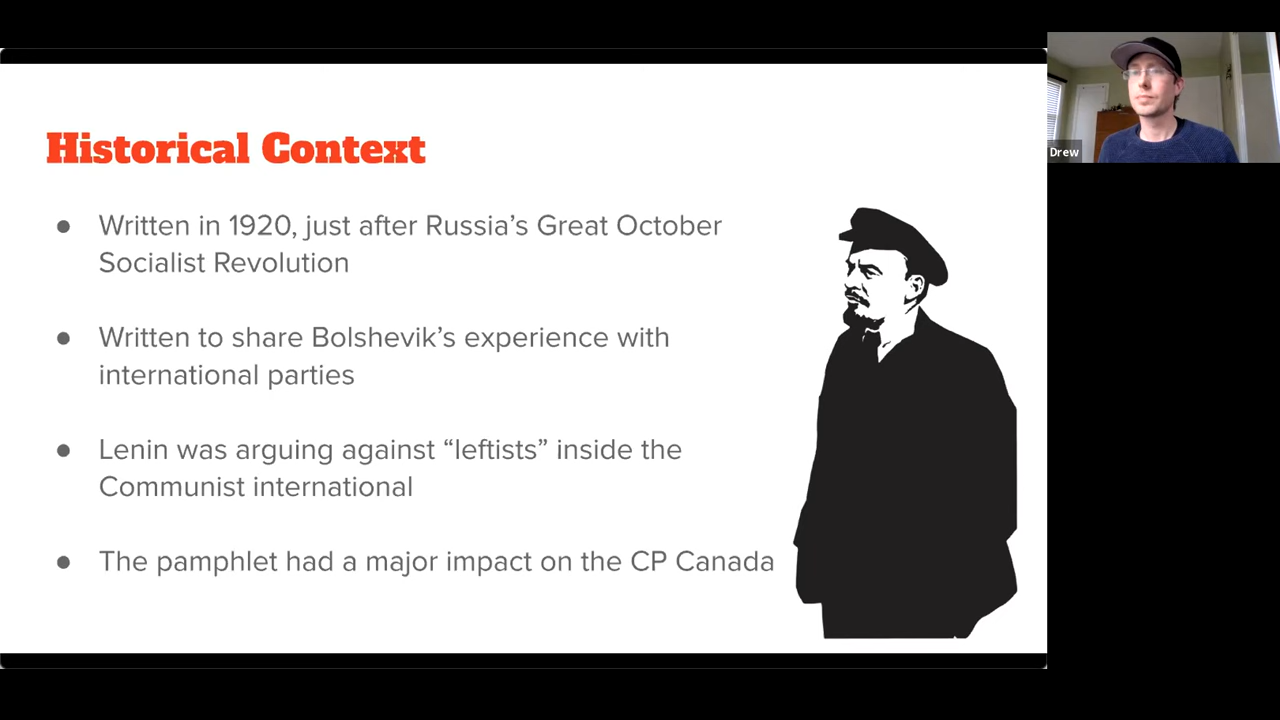 Historical Context
● Written in 1920, just after Russia’s Great October
Socialist Revolution
● Written to share Bolshevik’s experience with
international parties
● Lenin was arguing against “leftists” inside the
Communist international
● The pamphlet had a major impact on the CP Canada
Drew